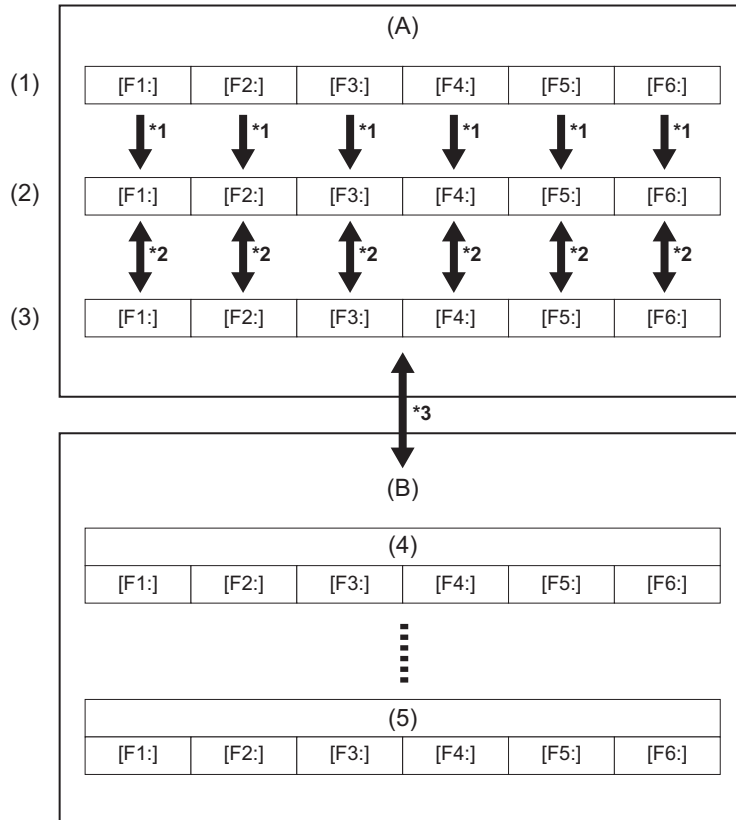 (A)
(1) [F1:] [F2:] [F3:] [F4:] [F5:] [F6:]
*1 *1 *1 *1 *1 *1
(2) [F1:] [F2:] [F3:] [F4:] [F5:] [F6:]
*2 *2 *2 *2 *2 *2
(3) [F1:] [F2:] [F3:] [F4:] [F5:] [F6:]
*3
(B)
(4)
[F1:] [F2:] [F3:] [F4:] [F5:] [F6:]
(5)
[F1:] [F2:] [F3:] [F4:] [F5:] [F6:]